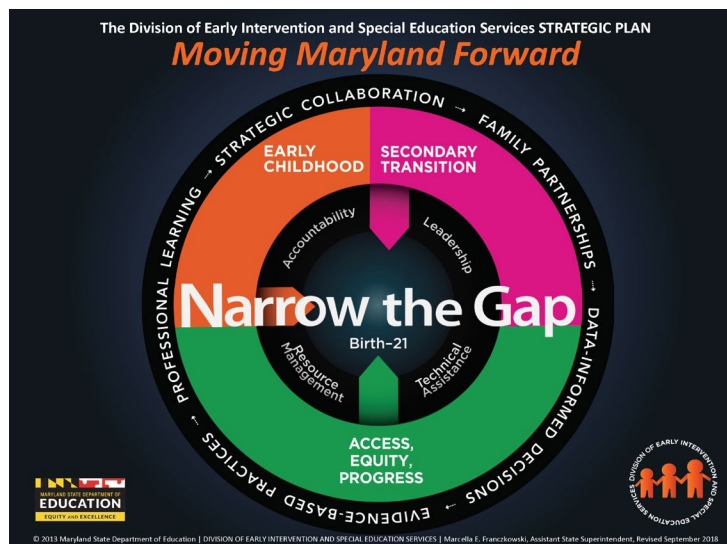 The Division of Early Intervention and Special Education Services STRATEGIC PLAN
Moving Maryland Forward
STRATEGIC COLLABORATION → FAMILY PARTNERSHIPS → DATA-INFORMED DECISIONS → EVIDENCE-BASED PRACTICES → PROFESSIONAL LEARNING →
EARLY
CHILDHOOD
SECONDARY
TRANSITION
Accountability
Leadership
Narrow the Gap
Birth–21
Resource
Management
Technical
Assistance
ACCESS,
EQUITY,
PROGRESS
MARYLAND STATE DEPARTMENT OF
EDUCATION
EQUITY AND EXCELLENCE
DIVISION OF EARLY INTERVENTION AND SPECIAL EDUCATION SERVICES
© 2013 Maryland State Department of Education | DIVISION OF EARLY INTERVENTION AND SPECIAL EDUCATION SERVICES | Marcella E. Franczkowski, Assistant State Superintendent, Revised September 2018